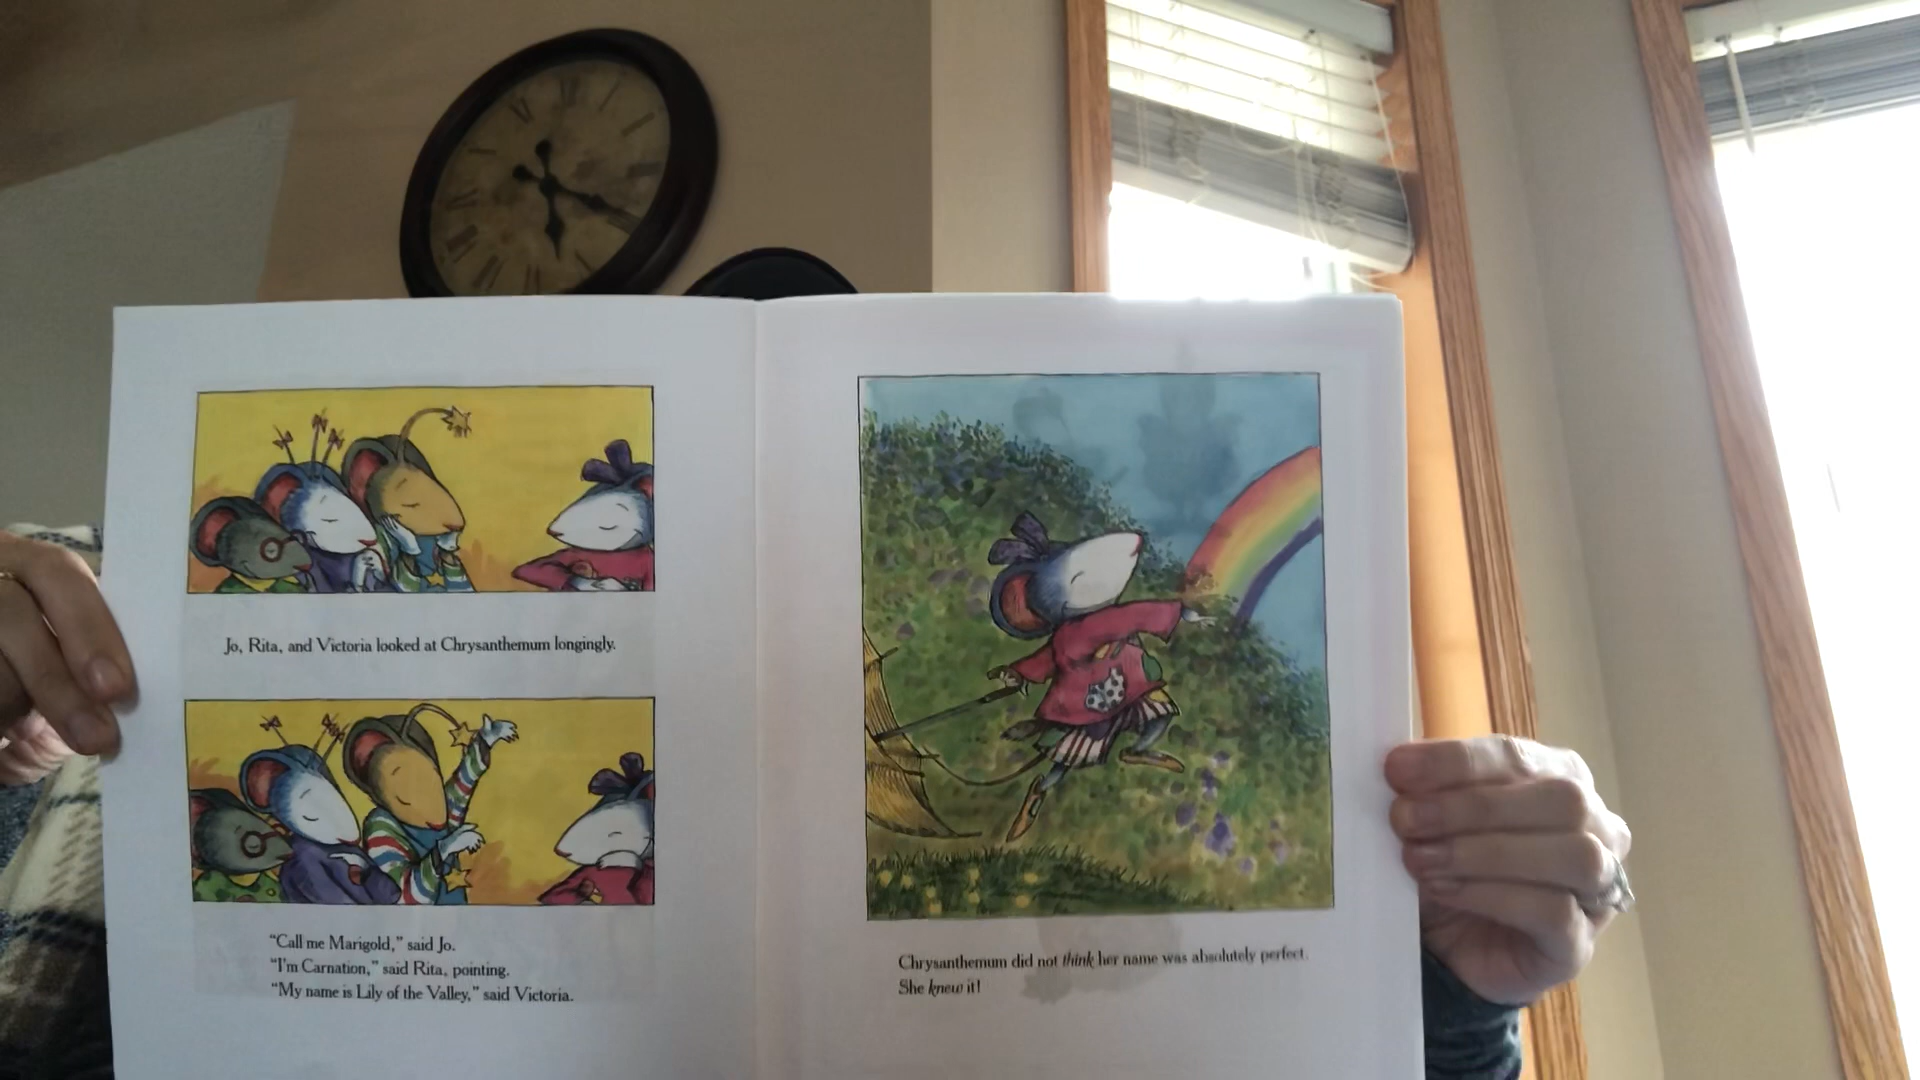 Jo, Rita, and Victoria looked at Chrysanthemum longingly.
“Call me Marigold,” said Jo.
“I'm Carnation,” said Rita, pointing.
“My name is Lily of the Valley,” said Victoria.
Chrysanthemum did not think her name was absolutely perfect.
She knew it!